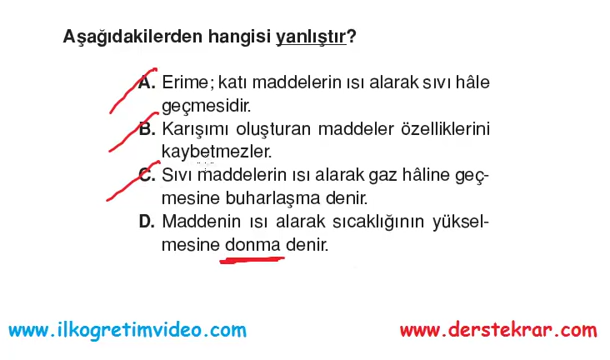 Aşağıdakilerden hangisi yanlıştır?
A. Erime; katı maddelerin ısı alarak sıvı hâle
geçmesidir.
B. Karışımı oluşturan maddeler özelliklerini
kaybetmezler.
C. Sıvı maddelerin ısı alarak gaz hâline geç-
mesine buharlaşma denir.
D. Maddenin ısı alarak sıcaklığının yüksel-
mesine donma denir.
www.ilkogretimvideo.com
www.derstekrar.com